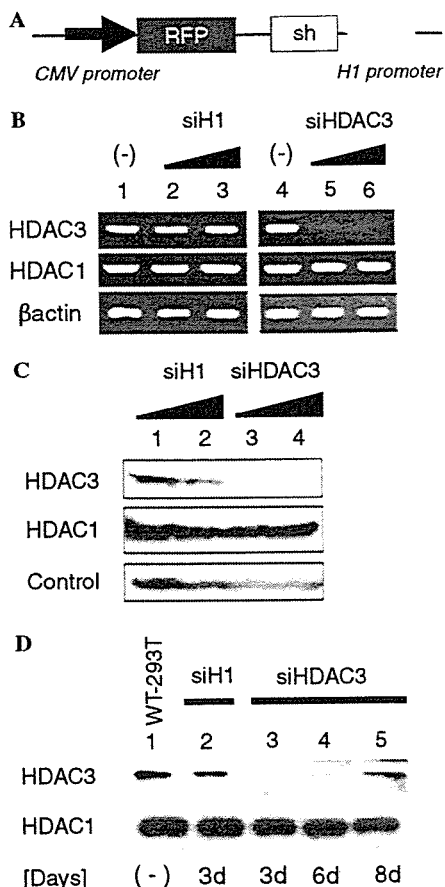 A
RFP
sh
CMV promoter
H1 promoter
B
siH1
siHDAC3
(-)
(-)
1
2
3
4
5
6
HDAC3
HDAC1
βactin
C
siH1
siHDAC3
1
2
3
4
HDAC3
HDAC1
Control
D
WT-293T
siH1
siHDAC3
1
2
3
4
5
HDAC3
HDAC1
[Days]
(-)
3d
3d
6d
8d